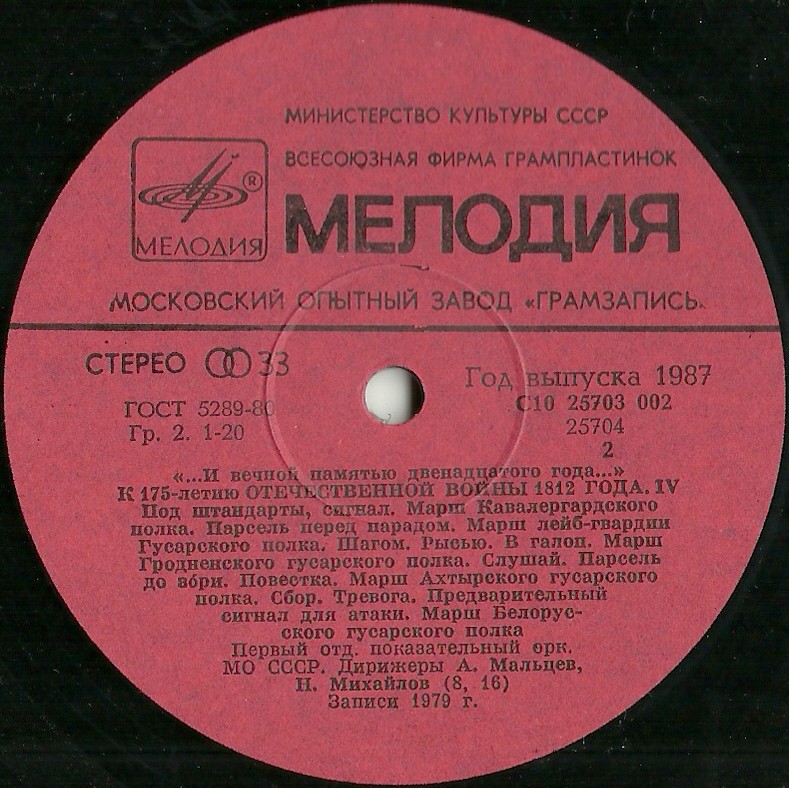 МИНИСТЕРСТВО КУЛЬТУРЫ СССР
ВСЕСОЮЗНАЯ ФИРМА ГРАМПЛАСТИНОК
МЕЛОДИЯ ®
МЕЛОДИЯ
МОСКОВСКИЙ ОПЫТНЫЙ ЗАВОД «ГРАМЗАПИСЬ»
СТЕРЕО 33
Год выпуска 1987
ГОСТ 5289-80
С10 25703 002
Гр. 2. 1-20
25704
2
«...И вечной памятью двенадцатого года...»
К 175-летию ОТЕЧЕСТВЕННОЙ ВОЙНЫ 1812 ГОДА. IV
Под штандарты, сигнал. Марш Кавалергардского
полка. Парсель перед парадом. Марш лейб-гвардии
Гусарского полка. Шагом. Рысью. В галоп. Марш
Гродненского гусарского полка. Слушай. Парсель
до зори. Повестка. Марш Ахтырского гусарского
полка. Сбор. Тревога. Предварительный
сигнал для атаки. Марш Белорус-
ского гусарского полка
Первый отд. показательный орк.
МО СССР. Дирижеры А. Мальцев,
Н. Михайлов (8, 16)
Записи 1979 г.